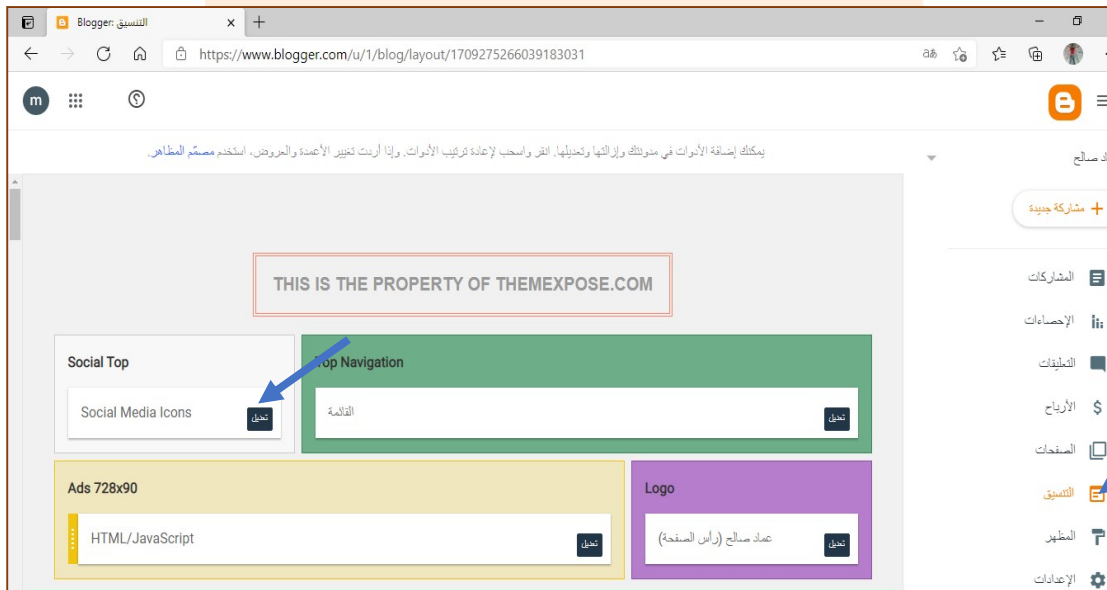 Blogger: التنسيق
https://www.blogger.com/u/1/blog/layout/1709275266039183031
m
يمكنك إضافة الأدوات في مدونتك وإزالتها وتعديلها. انقر واسحب لإعادة ترتيب الأدوات. وإذا أردت تغيير الأعمدة والعروض، استخدم مصمّم المظاهر.
صالح
+ مشاركة جديدة
المشاركات
الإحصاءات
التعليقات
الأرباح
الصفحات
التنسيق
المظهر
الإعدادات
THIS IS THE PROPERTY OF THEMEXPOSE.COM
Social Top
Social Media Icons
تعديل
Top Navigation
القائمة
تعديل
Ads 728x90
HTML/JavaScript
تعديل
Logo
عماد صالح (رأس الصفحة)
تعديل